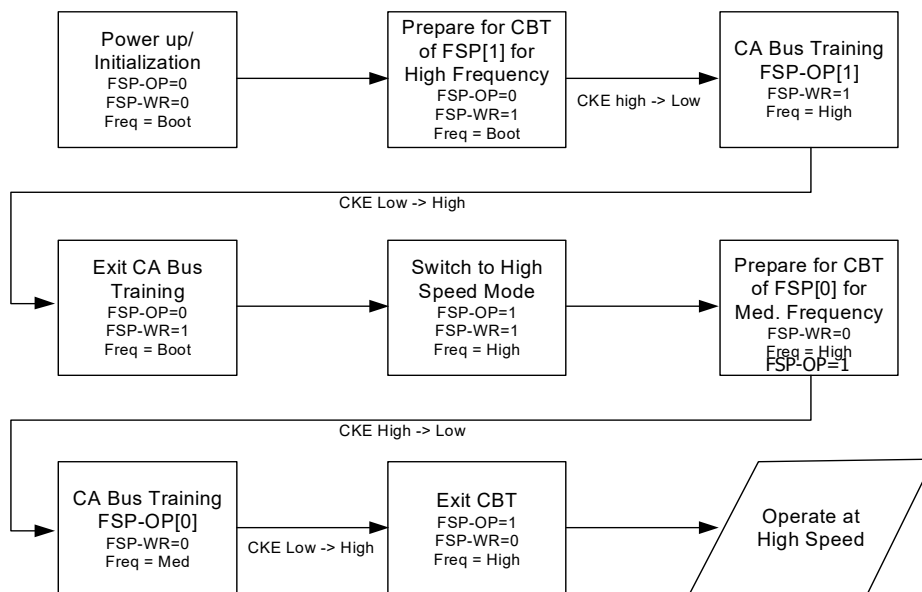 Power up/
Initialization
FSP-OP=0
FSP-WR=0
Freq = Boot
Prepare for CBT
of FSP[1] for
High Frequency
FSP-OP=0
FSP-WR=1
Freq = Boot
CKE high -> Low
CA Bus Training
FSP-OP[1]
FSP-WR=1
Freq = High
CKE Low -> High
Exit CA Bus
Training
FSP-OP=0
FSP-WR=1
Freq = Boot
Switch to High
Speed Mode
FSP-OP=1
FSP-WR=1
Freq = High
Prepare for CBT
of FSP[0] for
Med. Frequency
FSP-WR=0
Freq = High
FSP-OP=1
CKE High -> Low
CA Bus Training
FSP-OP[0]
FSP-WR=0
Freq = Med
CKE Low -> High
Exit CBT
FSP-OP=1
FSP-WR=0
Freq = High
Operate at
High Speed